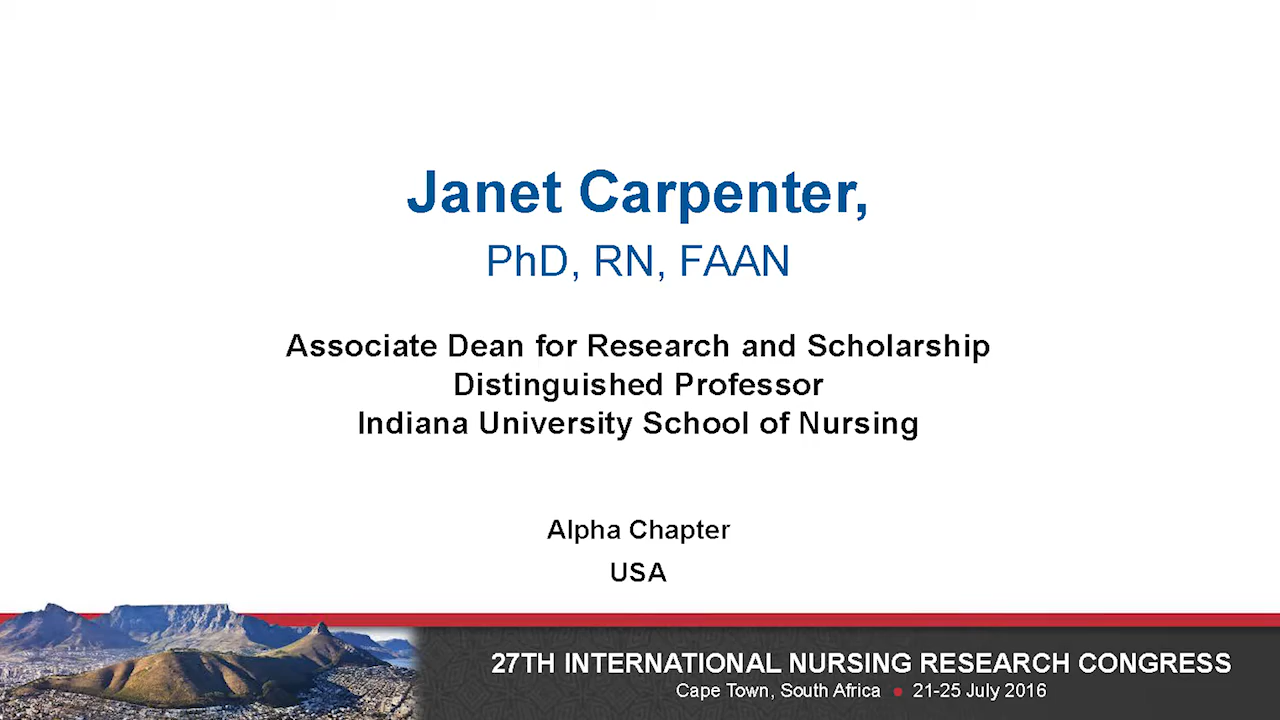 Janet Carpenter,
PhD, RN, FAAN
Associate Dean for Research and Scholarship
Distinguished Professor
Indiana University School of Nursing
Alpha Chapter
USA
27TH INTERNATIONAL NURSING RESEARCH CONGRESS
Cape Town, South Africa • 21-25 July 2016